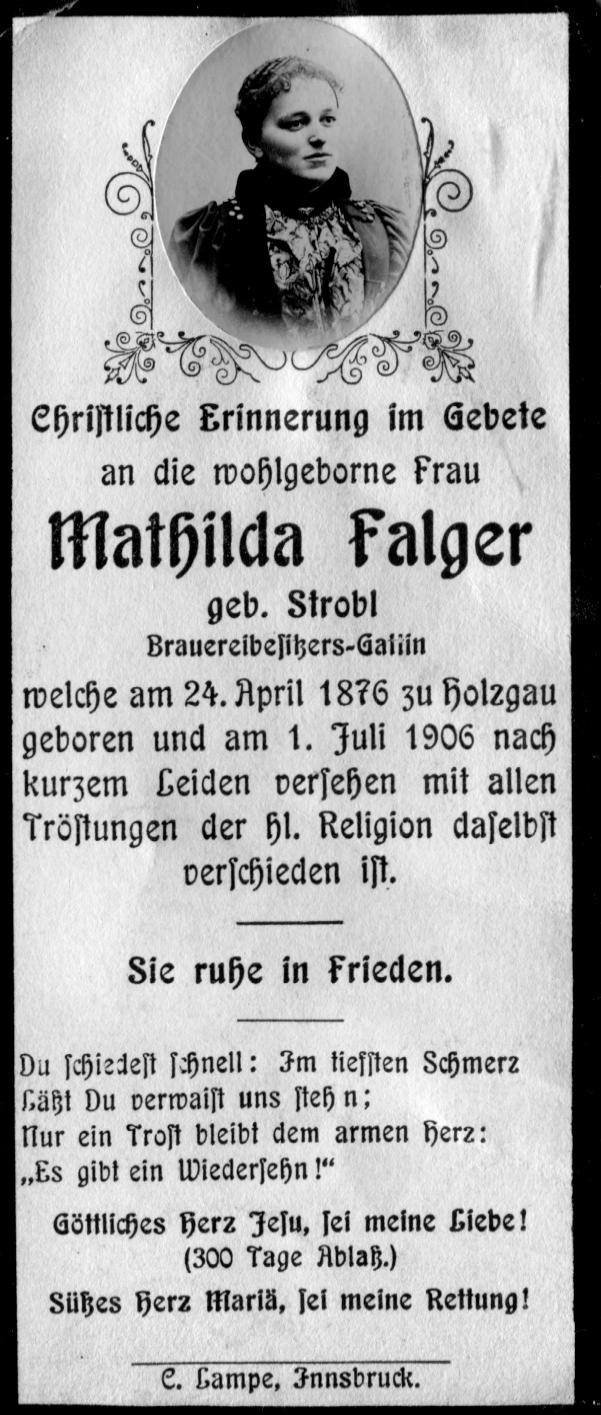 Chriſtliche Erinnerung im Gebete
an die wohlgeborne Frau
Mathilda Falger
geb. Strobl
Brauereibeſitzers-Gattin
welche am 24. April 1876 zu Holzgau
geboren und am 1. Juli 1906 nach
kurzem Leiden verſehen mit allen
Tröſtungen der hl. Religion daſelbſt
verſchieden iſt.
Sie ruhe in Frieden.
Du ſchiedeſt ſchnell: Im tiefſten Schmerz
Läßt Du verwaiſt uns ſteh n;
Nur ein Troſt bleibt dem armen Herz:
„Es gibt ein Wiederſehn!“
Göttliches Herz Jeſu, ſei meine Liebe!
(300 Tage Ablaß.)
Süßes Herz Mariä, ſei meine Rettung!
C. Lampe, Innsbruck.